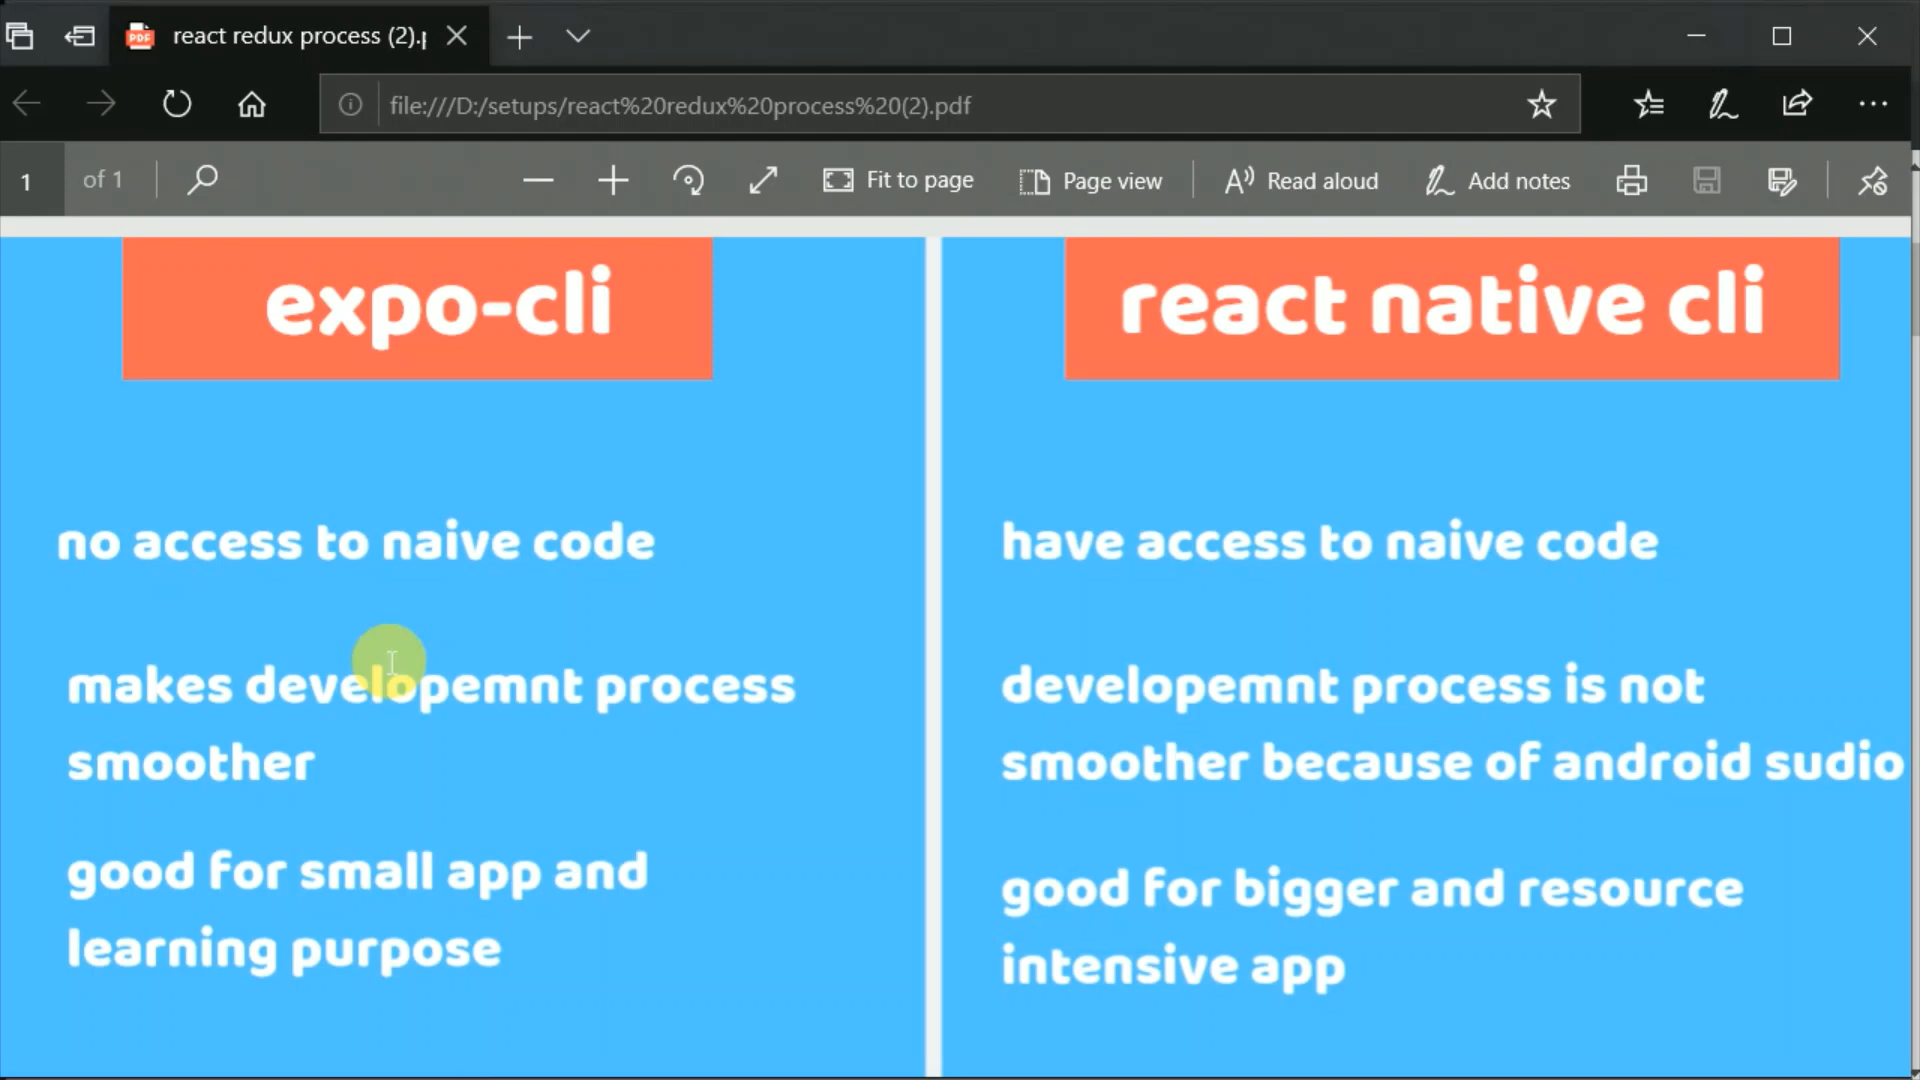 react redux process (2).
file:///D:/setups/react%20redux%20process%20(2).pdf
1 of 1
Fit to page
Page view
Read aloud
Add notes
expo-cli
no access to naive code
makes developemnt process
smoother
good for small app and
learning purpose
react native cli
have access to naive code
developemnt process is not
smoother because of android sudio
good for bigger and resource
intensive app